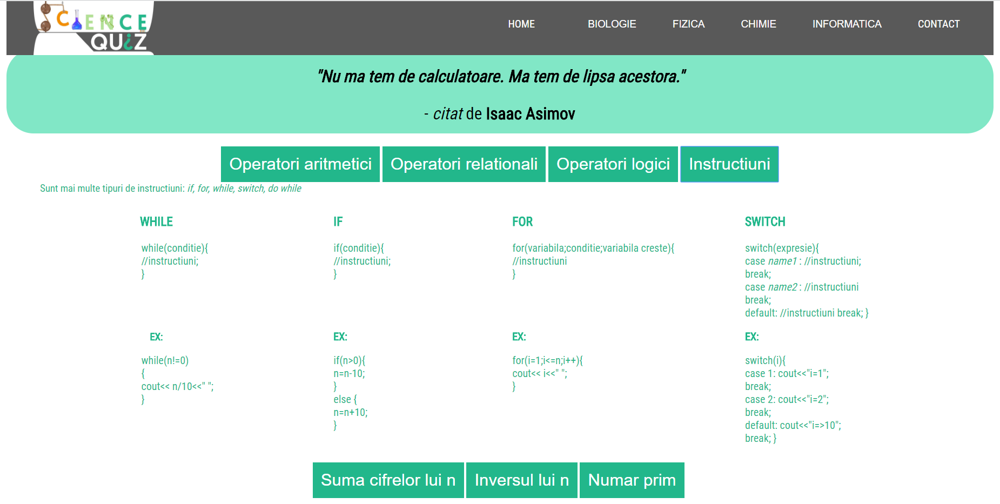 SCIENCE
QUiZ
HOME BIOLOGIE FIZICA CHIMIE INFORMATICA CONTACT
"Nu ma tem de calculatoare. Ma tem de lipsa acestora."
- citat de Isaac Asimov
Operatori aritmetici Operatori relationali Operatori logici Instructiuni
Sunt mai multe tipuri de instructiuni: if, for, while, switch, do while
WHILE
while(conditie){
//instructiuni;
}
EX:
while(n!=0)
{
cout<< n/10<<" ";
}
IF
if(conditie){
//instructiuni;
}
EX:
if(n>0){
n=n-10;
}
else {
n=n+10;
}
FOR
for(variabila;conditie;variabila creste){
//instructiuni
}
EX:
for(i=1;i<=n;i++){
cout<< i<<" ";
}
SWITCH
switch(expresie){
case name1 : //instructiuni;
break;
case name2 : //instructiuni
break;
default: //instructiuni break; }
EX:
switch(i){
case 1: cout<<"i=1";
break;
case 2: cout<<"i=2";
break;
default: cout<<"i=>10";
break; }
Suma cifrelor lui n Inversul lui n Numar prim